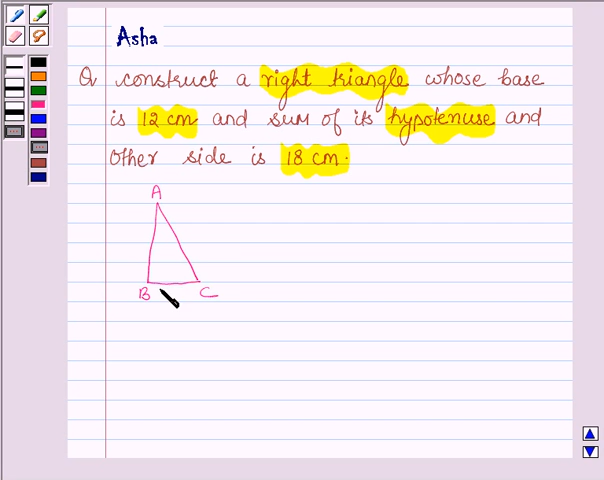 Asha
Q construct a right triangle whose base
is 12 cm and sum of its hypotenuse and
other side is 18 cm.
A
B C